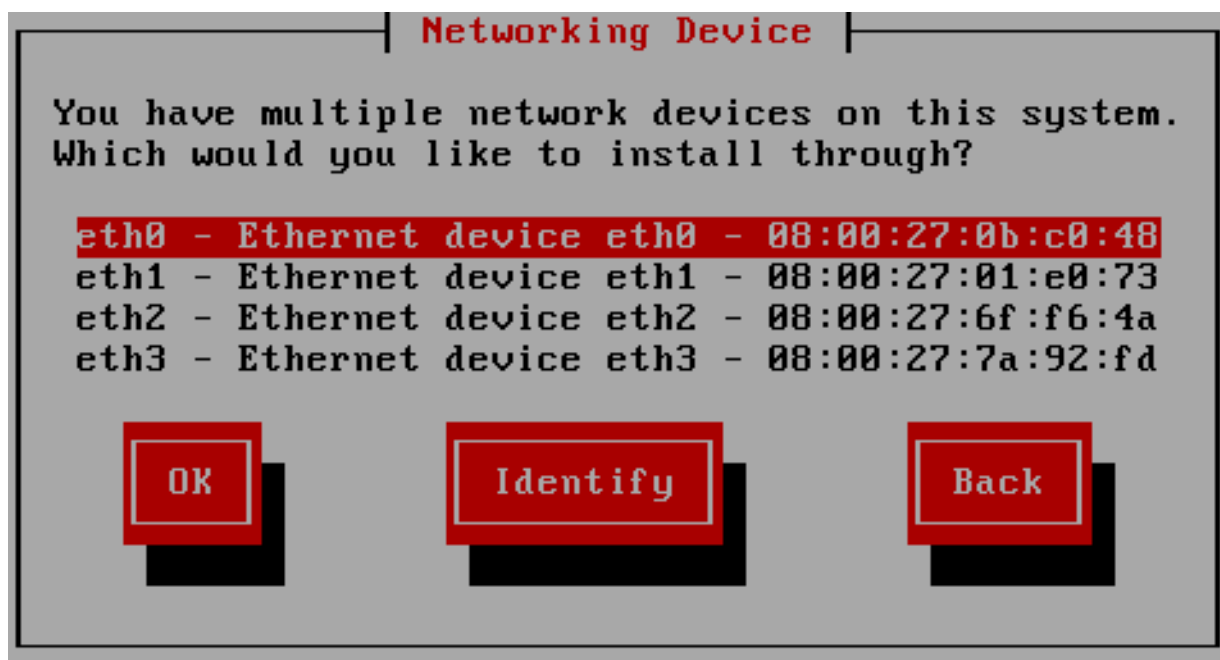 Networking Device
You have multiple network devices on this system.
Which would you like to install through?
eth0 - Ethernet device eth0 - 08:00:27:0b:c0:48
eth1 - Ethernet device eth1 - 08:00:27:01:e0:73
eth2 - Ethernet device eth2 - 08:00:27:6f:f6:4a
eth3 - Ethernet device eth3 - 08:00:27:7a:92:fd
OK Identify Back